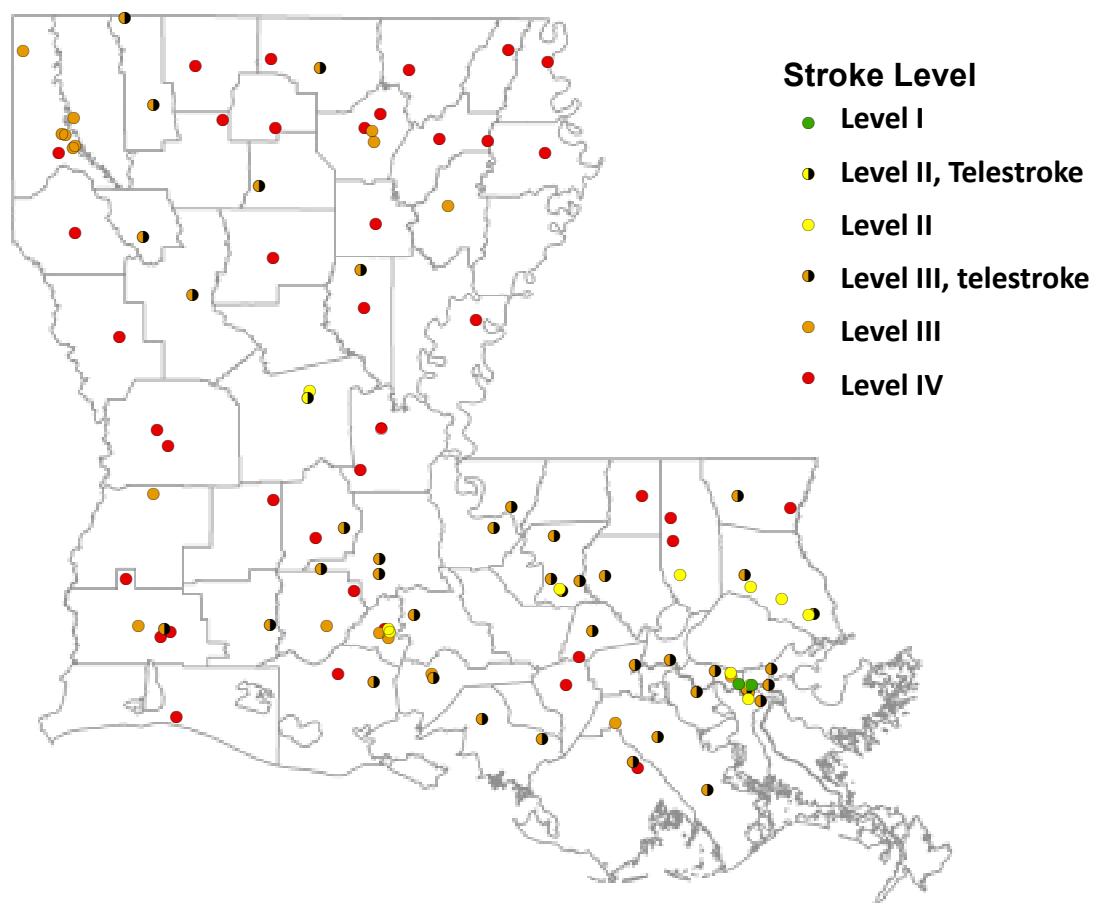 Stroke Level
Level I
Level II, Telestroke
Level II
Level III, telestroke
Level III
Level IV